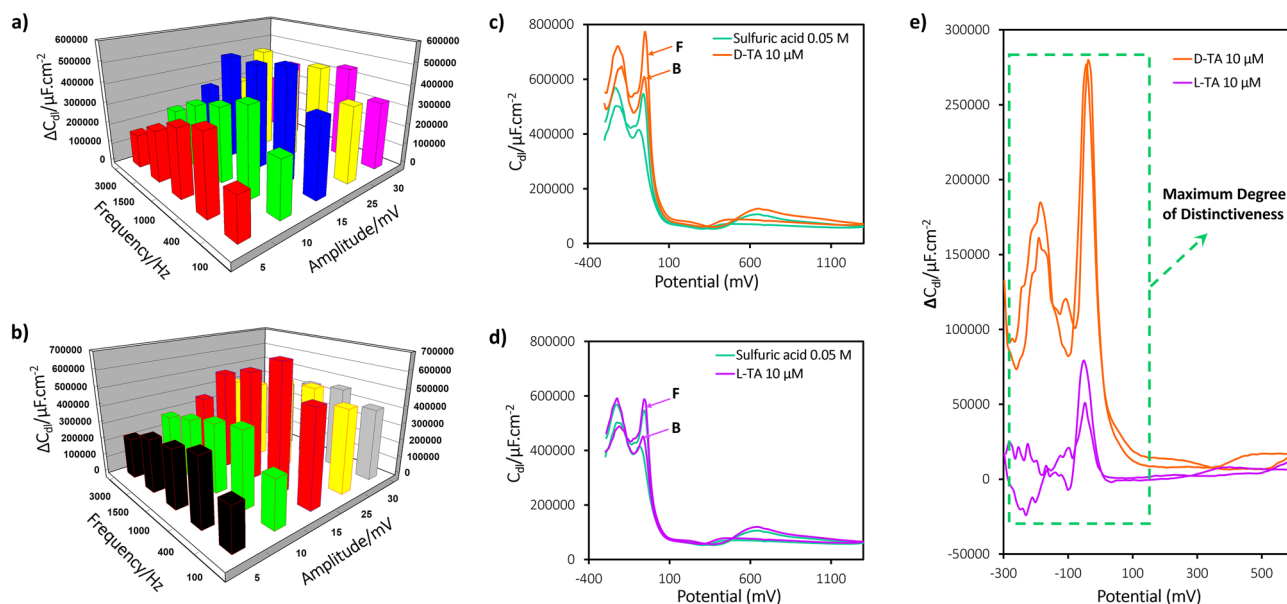 a)
ΔCdl/µF.cm-2
600000
500000
400000
300000
200000
100000
0
600000
500000
400000
300000
200000
100000
0
3000
1500
1000
400
100
Frequency/Hz
5
10
15
25
30
Amplitude/mV
b)
ΔCdl/µF.cm-2
700000
600000
500000
400000
300000
200000
100000
0
700000
600000
500000
400000
300000
200000
100000
0
3000
1500
1000
400
100
Frequency/Hz
5
10
15
25
30
Amplitude/mV
c)
Cdl/µF.cm-2
800000
600000
400000
200000
0
-400
100
600
1100
Potential (mV)
Sulfuric acid 0.05 M
D-TA 10 µM
F
B
d)
Cdl/µF.cm-2
800000
600000
400000
200000
0
-400
100
600
1100
Potential (mV)
Sulfuric acid 0.05 M
L-TA 10 µM
F
B
e)
ΔCdl/µF.cm-2
300000
250000
200000
150000
100000
50000
0
-50000
-300
-100
100
300
500
Potential (mV)
D-TA 10 µM
L-TA 10 µM
Maximum Degree
of Distinctiveness